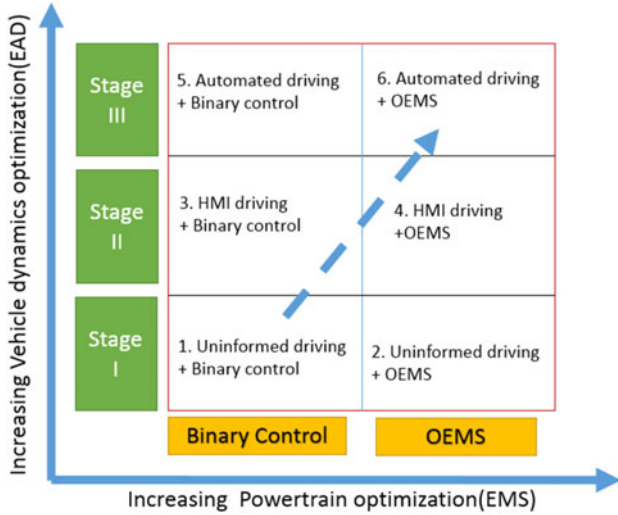 Increasing Vehicle dynamics optimization(EAD)
Stage
III
5. Automated driving
+ Binary control
6. Automated driving
+ OEMS
Stage
II
3. HMI driving
+ Binary control
4. HMI driving
+OEMS
Stage
I
1. Uninformed driving
+ Binary control
2. Uninformed driving
+ OEMS
Binary Control
OEMS
Increasing Powertrain optimization(EMS)